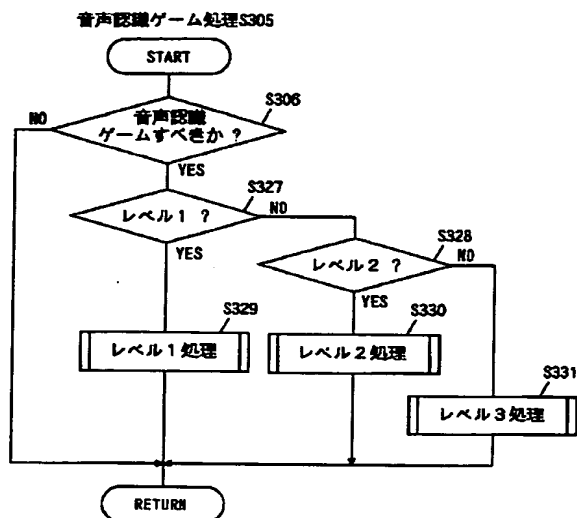 音声認識ゲーム処理S305
START
S306
音声認識
ゲームすべきか ?
NO
YES
S327
レベル1 ?
NO
YES
S328
レベル2 ?
NO
YES
S329
レベル1処理
S330
レベル2処理
S331
レベル3処理
RETURN